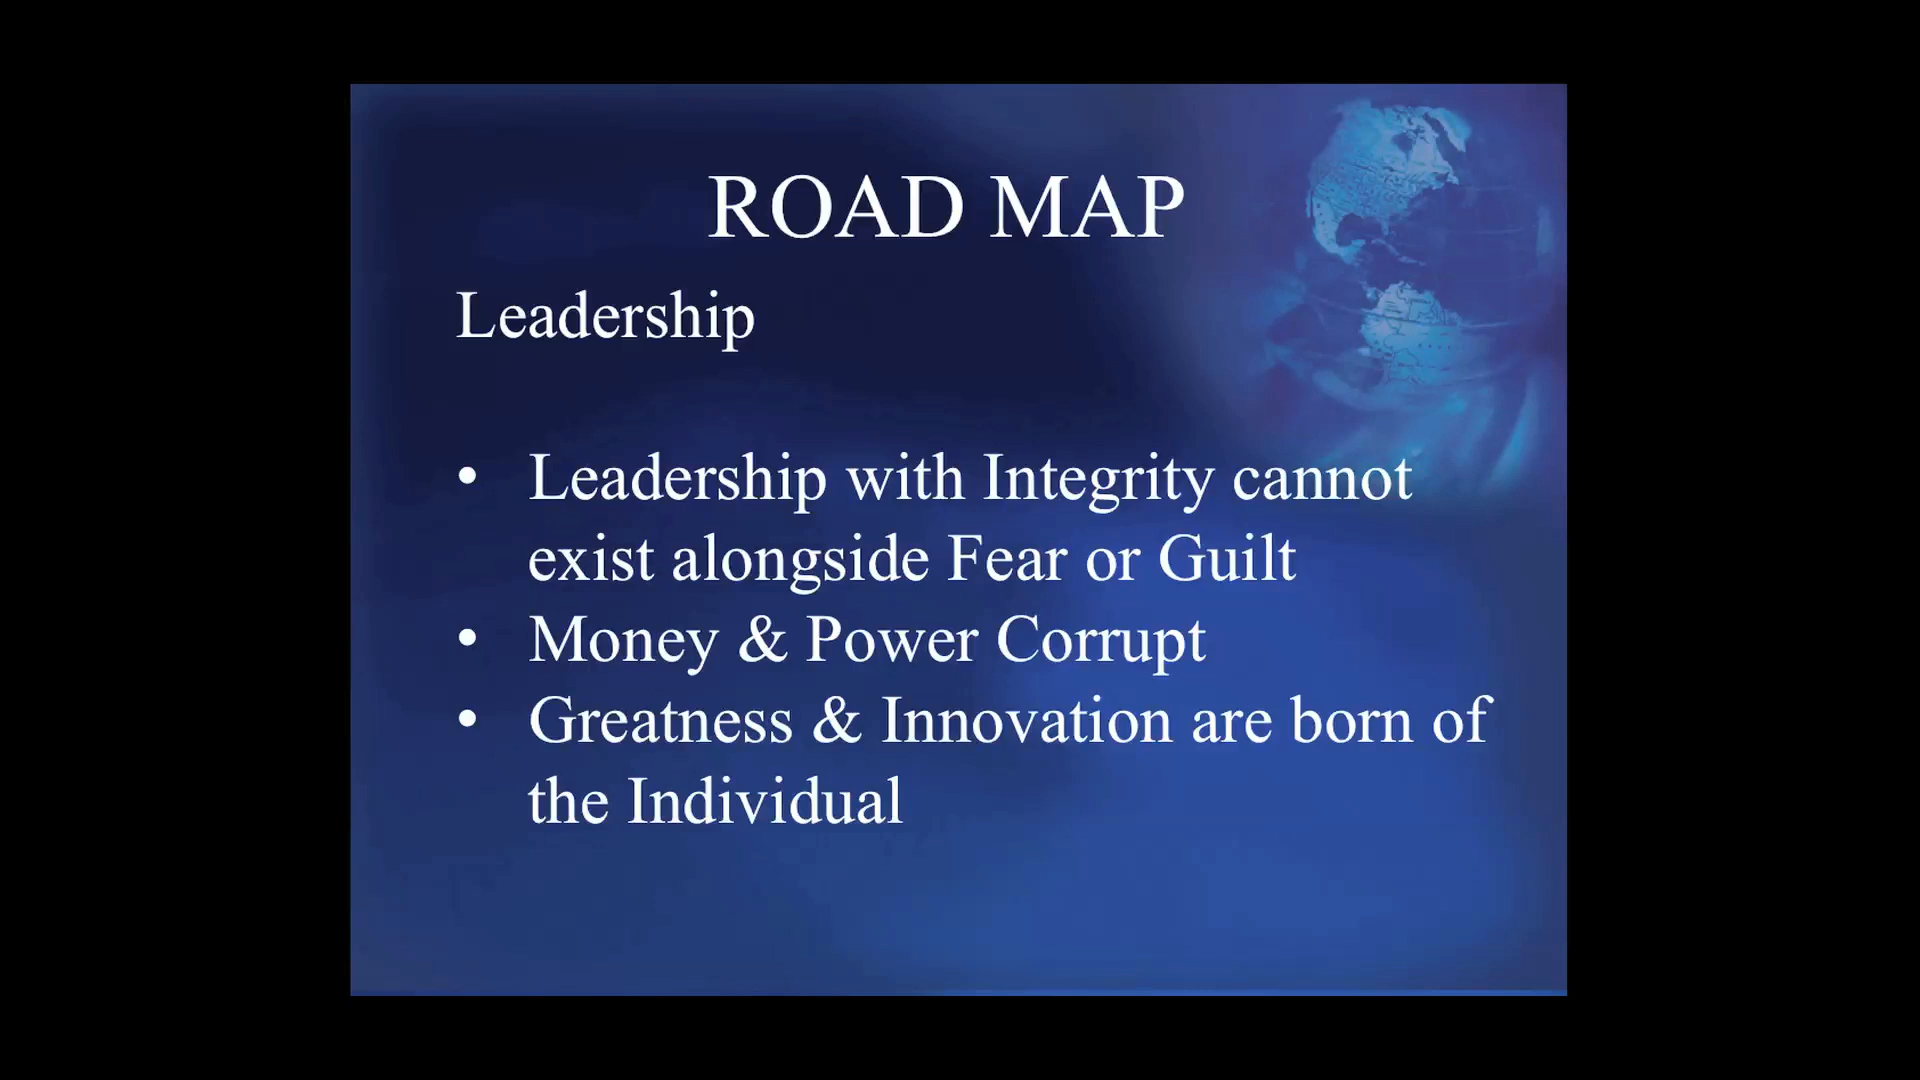 ROAD MAP
Leadership
• Leadership with Integrity cannot
exist alongside Fear or Guilt
• Money & Power Corrupt
• Greatness & Innovation are born of
the Individual